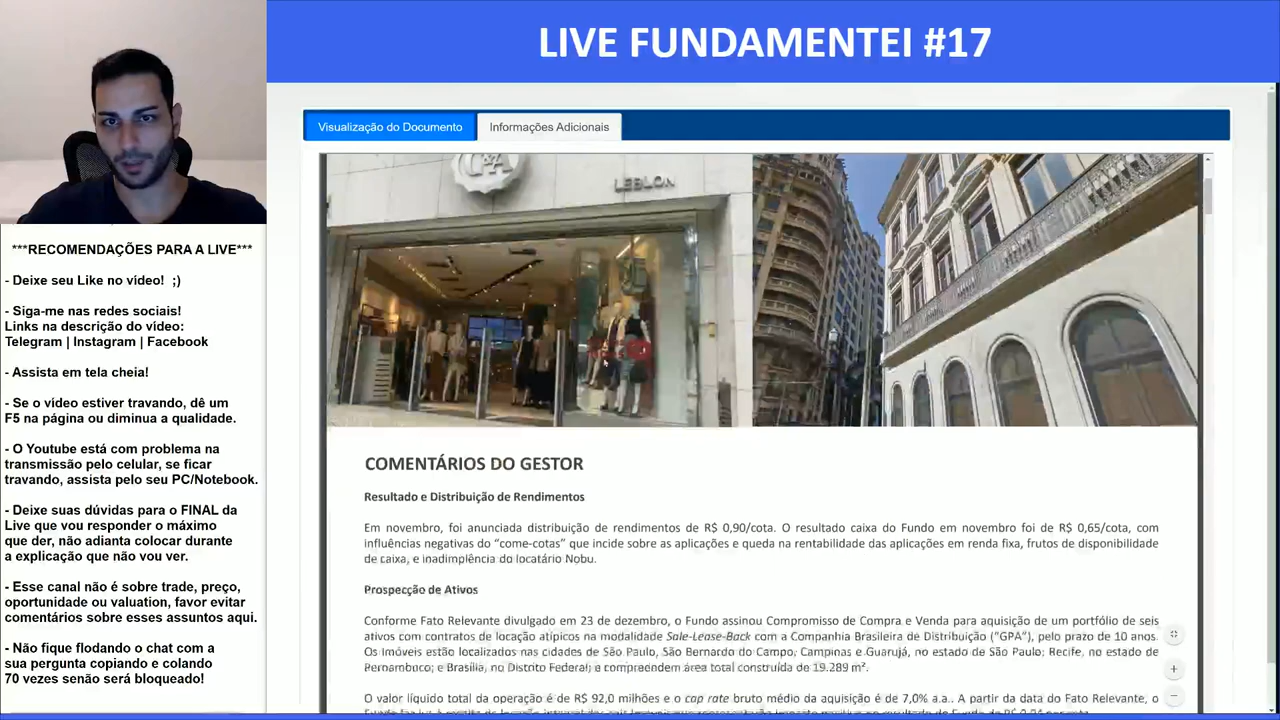 LIVE FUNDAMENTEI #17
***RECOMENDAÇÕES PARA A LIVE***
- Deixe seu Like no vídeo!  ;)
- Siga-me nas redes sociais!
Links na descrição do vídeo:
Telegram | Instagram | Facebook
- Assista em tela cheia!
- Se o vídeo estiver travando, dê um
F5 na página ou diminua a qualidade.
- O Youtube está com problema na
transmissão pelo celular, se ficar
travando, assista pelo seu PC/Notebook.
- Deixe suas dúvidas para o FINAL da
Live que vou responder o máximo
que der, não adianta colocar durante
a explicação que não vou ver.
- Esse canal não é sobre trade, preço,
oportunidade ou valuation, favor evitar
comentários sobre esses assuntos aqui.
- Não fique flodando o chat com a
sua pergunta copiando e colando
70 vezes senão será bloqueado!
Visualização do Documento
Informações Adicionais
C&A
LEBLON
COMENTÁRIOS DO GESTOR
Resultado e Distribuição de Rendimentos
Em novembro, foi anunciada distribuição de rendimentos de R$ 0,90/cota. O resultado caixa do Fundo em novembro foi de R$ 0,65/cota, com
influências negativas do “come-cotas” que incide sobre as aplicações e queda na rentabilidade das aplicações em renda fixa, frutos de disponibilidade
de caixa, e inadimplência do locatário Nobu.
Prospecção de Ativos
Conforme Fato Relevante divulgado em 23 de dezembro, o Fundo assinou Compromisso de Compra e Venda para aquisição de um portfólio de seis
ativos com contratos de locação atípicos na modalidade Sale-Lease-Back com a Companhia Brasileira de Distribuição (“GPA”), pelo prazo de 10 anos.
Os imóveis estão localizados nas cidades de São Paulo, São Bernardo do Campo, Campinas e Guarujá, no estado de São Paulo; Recife, no estado de
Pernambuco; e Brasília, no Distrito Federal; e compreendem área total construída de 19.289 m².
O valor líquido total da operação é de R$ 92,0 milhões e o cap rate bruto médio da aquisição é de 7,0% a.a.. A partir da data do Fato Relevante, o